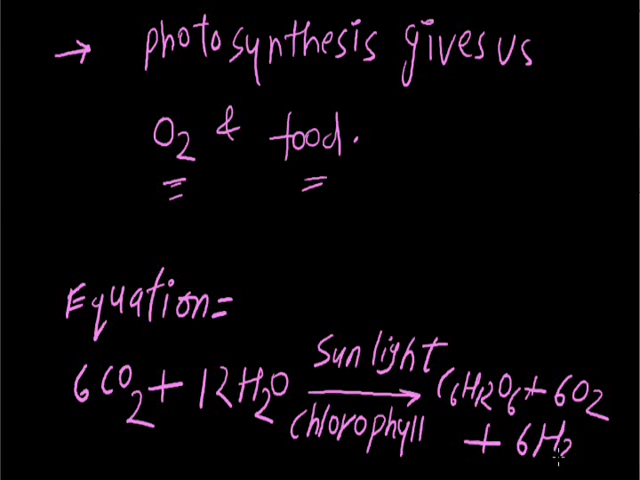 → photosynthesis gives us
O₂ & food.
Equation=
6CO₂ + 12H₂O → C₆H₁₂O₆ + 6O₂
Sunlight
Chlorophyll
+ 6H₂